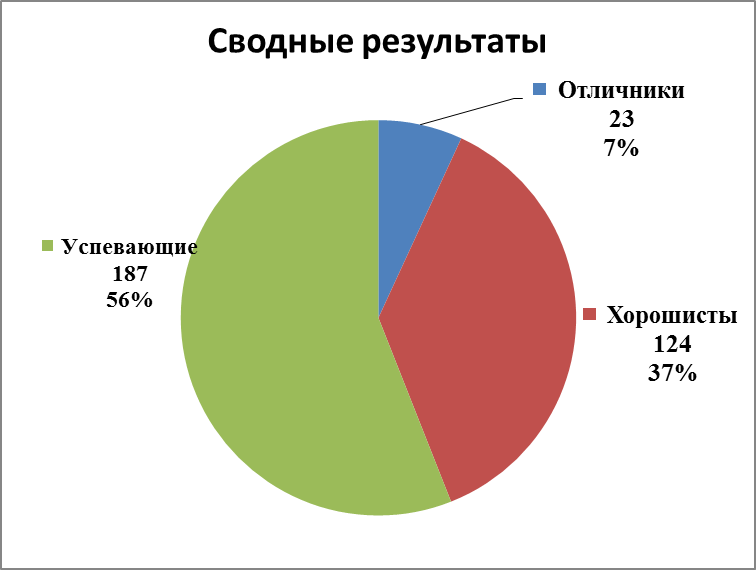 Сводные результаты
Отличники
23
7%
Успевающие
187
56%
Хорошисты
124
37%